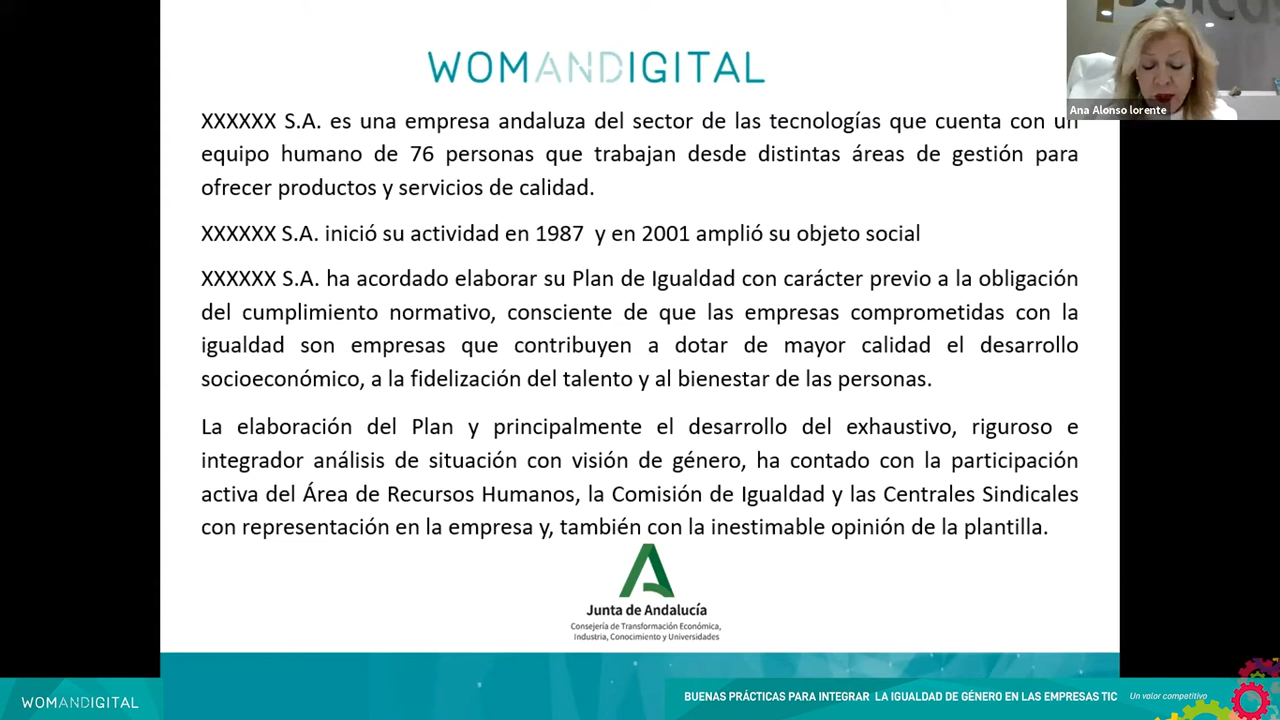 WOMANDIGITAL
Ana Alonso lorente
XXXXXX S.A. es una empresa andaluza del sector de las tecnologías que cuenta con un
equipo humano de 76 personas que trabajan desde distintas áreas de gestión para
ofrecer productos y servicios de calidad.
XXXXXX S.A. inició su actividad en 1987 y en 2001 amplió su objeto social
XXXXXX S.A. ha acordado elaborar su Plan de Igualdad con carácter previo a la obligación
del cumplimiento normativo, consciente de que las empresas comprometidas con la
igualdad son empresas que contribuyen a dotar de mayor calidad el desarrollo
socioeconómico, a la fidelización del talento y al bienestar de las personas.
La elaboración del Plan y principalmente el desarrollo del exhaustivo, riguroso e
integrador análisis de situación con visión de género, ha contado con la participación
activa del Área de Recursos Humanos, la Comisión de Igualdad y las Centrales Sindicales
con representación en la empresa y, también con la inestimable opinión de la plantilla.
Junta de Andalucía
Consejería de Transformación Económica,
Industria, Conocimiento y Universidades
WOMANDIGITAL
BUENAS PRÁCTICAS PARA INTEGRAR LA IGUALDAD DE GÉNERO EN LAS EMPRESAS TIC
Un valor competitivo